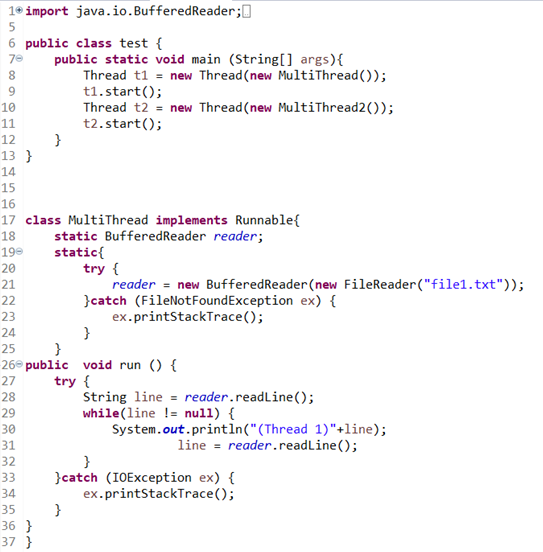 1 import java.io.BufferedReader;
5
6 public class test {
7     public static void main (String[] args){
8         Thread t1 = new Thread(new MultiThread());
9         t1.start();
10         Thread t2 = new Thread(new MultiThread2());
11         t2.start();
12     }
13 }
14
15
16
17 class MultiThread implements Runnable{
18     static BufferedReader reader;
19     static{
20         try {
21             reader = new BufferedReader(new FileReader("file1.txt"));
22         }catch (FileNotFoundException ex) {
23             ex.printStackTrace();
24         }
25     }
26 public  void run () {
27     try {
28         String line = reader.readLine();
29         while(line != null) {
30             System.out.println("(Thread 1)"+line);
31                     line = reader.readLine();
32         }
33     }catch (IOException ex) {
34         ex.printStackTrace();
35     }
36 }
37 }